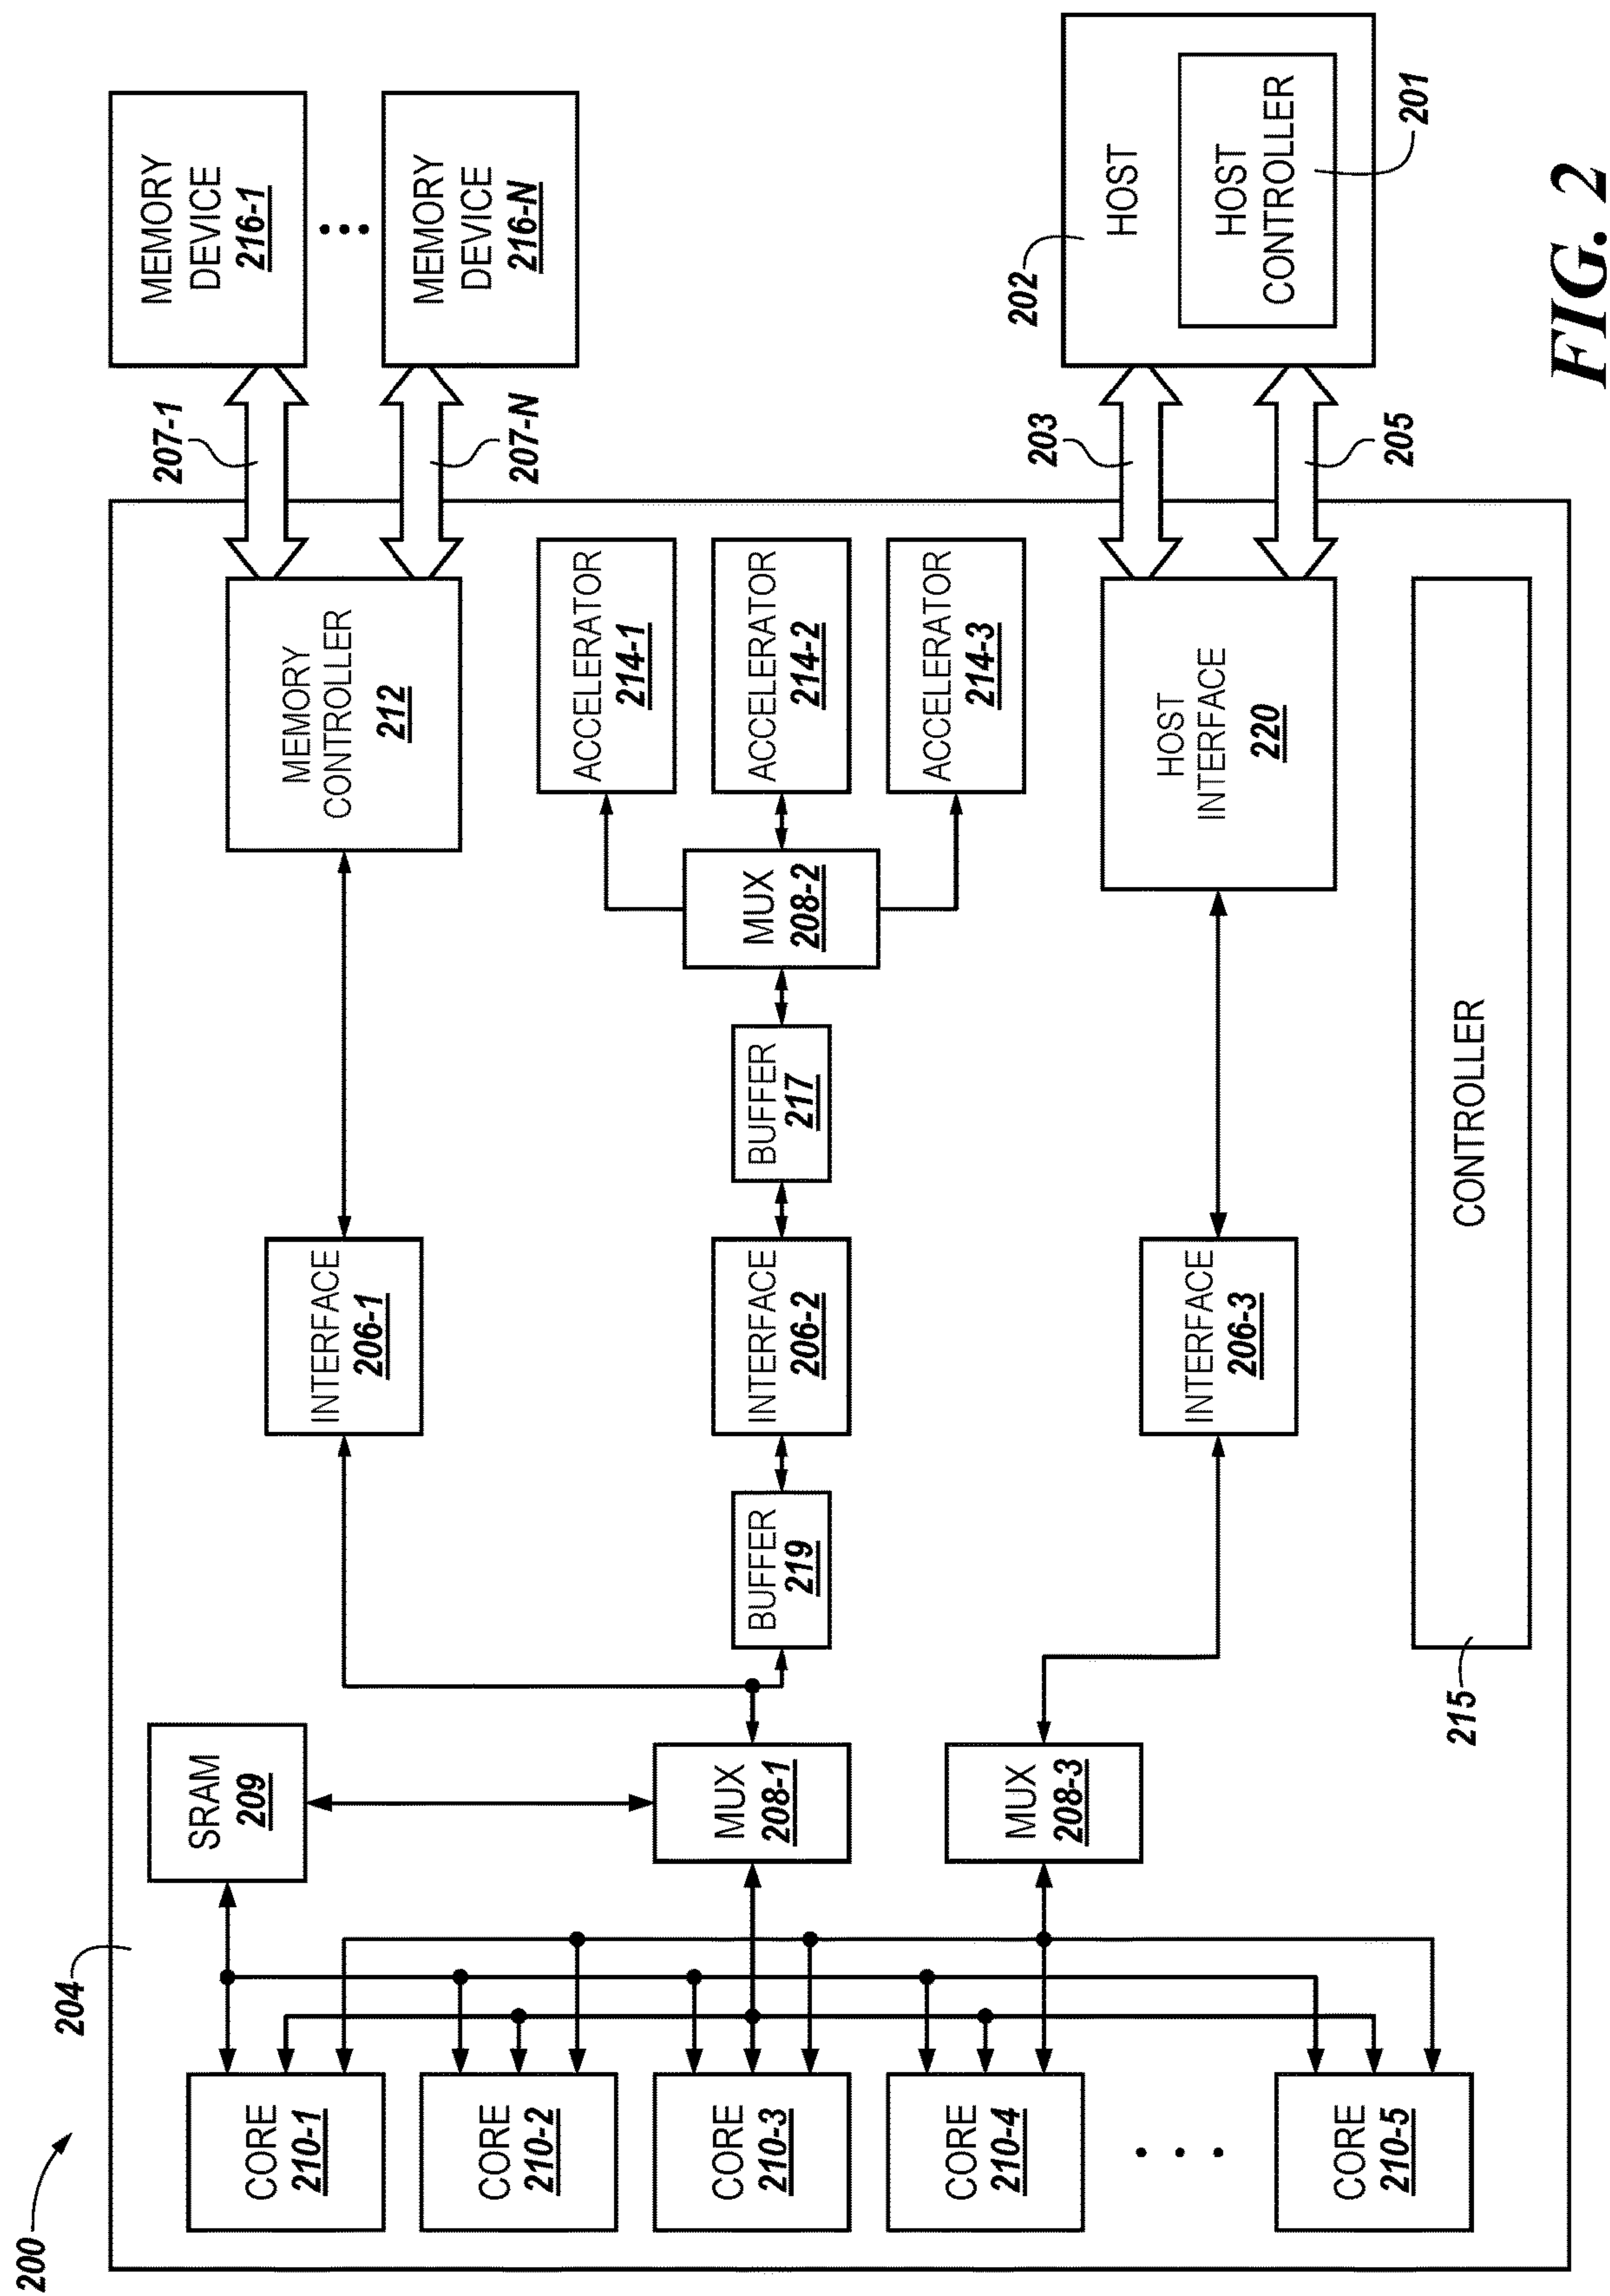 200
204
CORE
210-1
CORE
210-2
CORE
210-3
CORE
210-4
CORE
210-5
SRAM
209
MUX
208-1
MUX
208-3
BUFFER
219
INTERFACE
206-1
INTERFACE
206-2
INTERFACE
206-3
BUFFER
217
MUX
208-2
MEMORY
CONTROLLER
212
ACCELERATOR
214-1
ACCELERATOR
214-2
ACCELERATOR
214-3
HOST
INTERFACE
220
CONTROLLER
215
207-1
207-N
203
205
MEMORY
DEVICE
216-1
MEMORY
DEVICE
216-N
202
HOST
HOST
CONTROLLER
201
FIG. 2